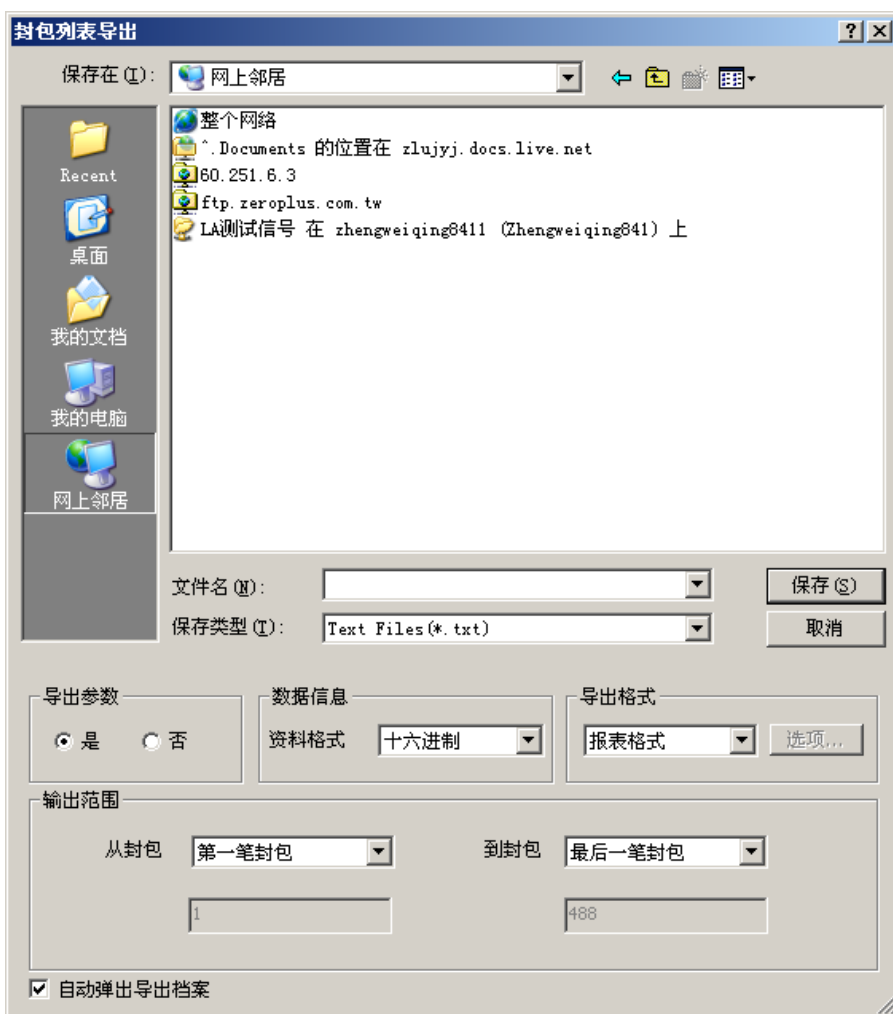 封包列表导出
保存在(I): 网上邻居
整个网络
^.Documents 的位置在 zlujyj.docs.live.net
60.251.6.3
ftp.zeroplus.com.tw
LA测试信号 在 zhengweiqing8411 (Zhengweiqing841) 上
Recent
桌面
我的文档
我的电脑
网上邻居
文件名(N): 保存(S)
保存类型(T): Text Files(*.txt) 取消
导出参数 数据信息 导出格式
是 否 资料格式 十六进制 报表格式 选项...
输出范围
从封包 第一笔封包 到封包 最后一笔封包
1 488
自动弹出导出档案